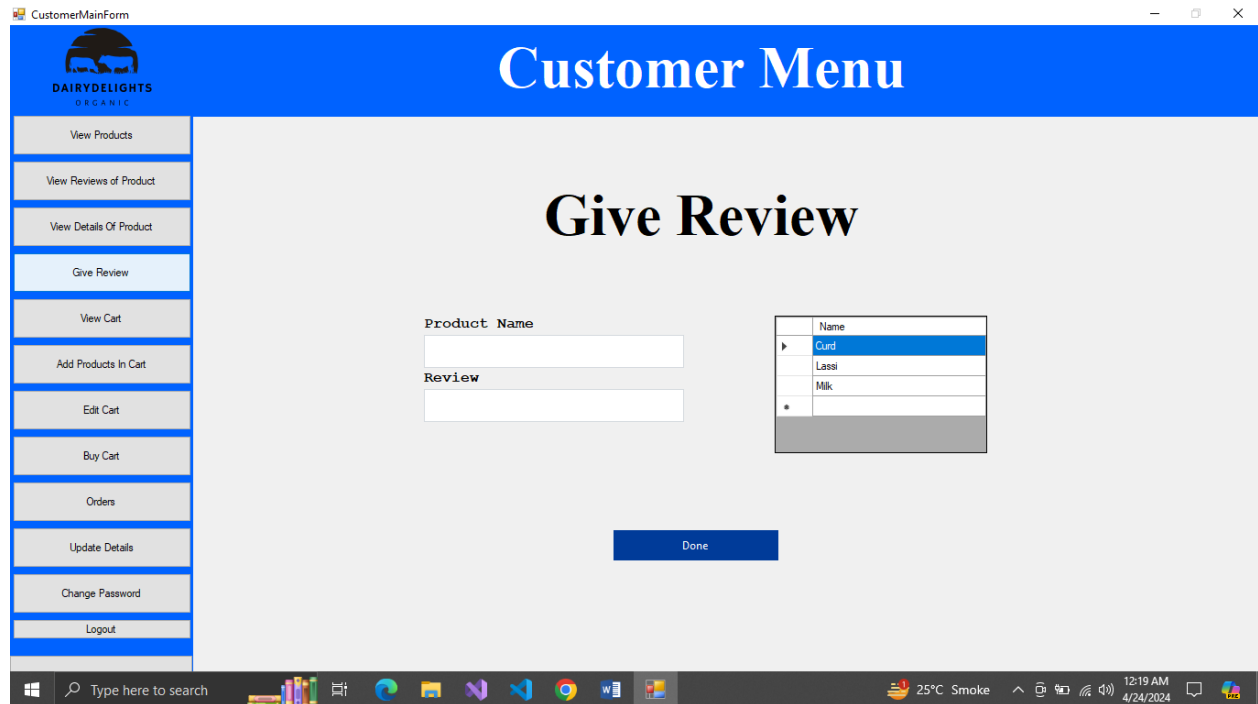 CustomerMainForm
DAIRYDELIGHTS
ORGANIC
Customer Menu
View Products
View Reviews of Product
View Details Of Product
Give Review
View Cart
Add Products In Cart
Edit Cart
Buy Cart
Orders
Update Details
Change Password
Logout
Give Review
Product Name
Review
Name
Curd
Lassi
Milk
Done
Type here to search
25°C Smoke
12:19 AM
4/24/2024